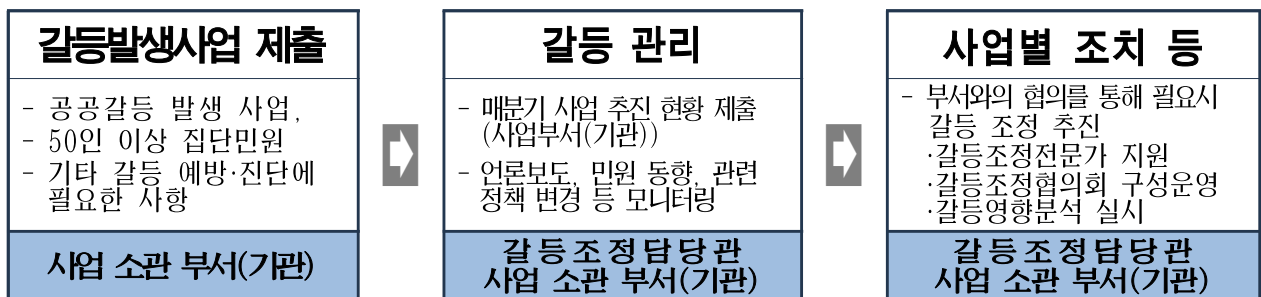 갈등발생사업 제출
- 공공갈등 발생 사업,
- 50인 이상 집단민원
- 기타 갈등 예방·진단에
필요한 사항
사업 소관 부서(기관)
갈등 관리
- 매분기 사업 추진 현황 제출
(사업부서(기관))
- 언론보도, 민원 동향, 관련
정책 변경 등 모니터링
갈등조정담당관
사업 소관 부서(기관)
사업별 조치 등
- 부서와의 협의를 통해 필요시
갈등 조정 추진
·갈등조정전문가 지원
·갈등조정협의회 구성운영
·갈등영향분석 실시
갈등조정담당관
사업 소관 부서(기관)